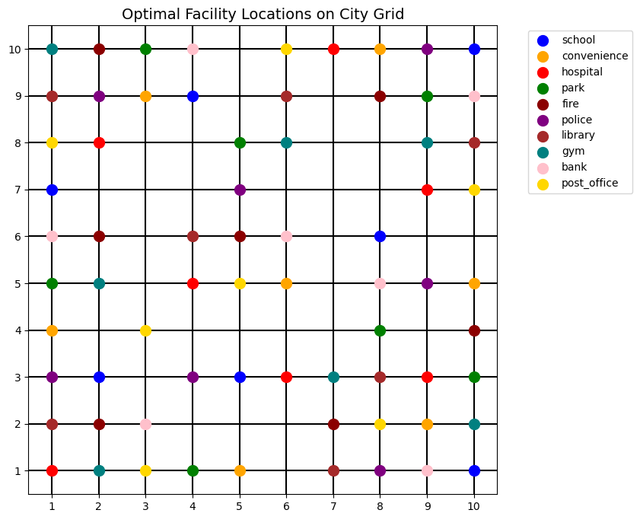 Optimal Facility Locations on City Grid
school
convenience
hospital
park
fire
police
library
gym
bank
post_office
10
9
8
7
6
5
4
3
2
1
1 2 3 4 5 6 7 8 9 10